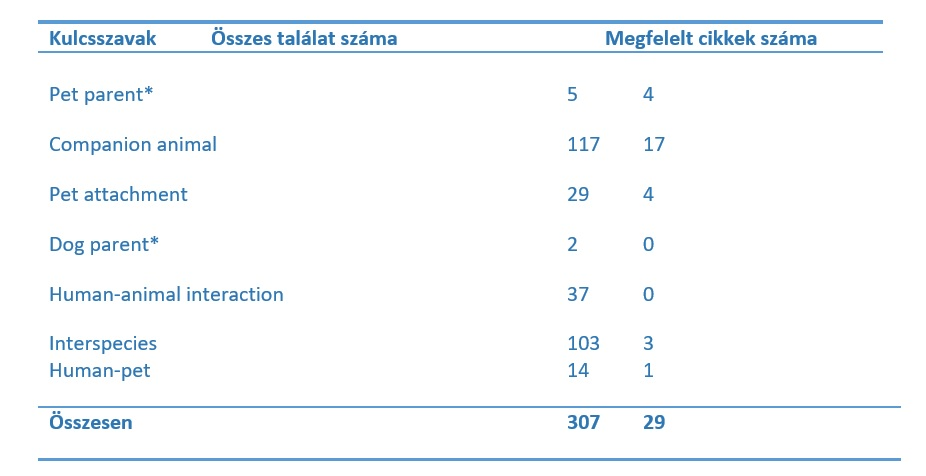 Kulcsszavak Összes találat száma Megfelelt cikkek száma
Pet parent* 5 4
Companion animal 117 17
Pet attachment 29 4
Dog parent* 2 0
Human-animal interaction 37 0
Interspecies 103 3
Human-pet 14 1
Összesen 307 29